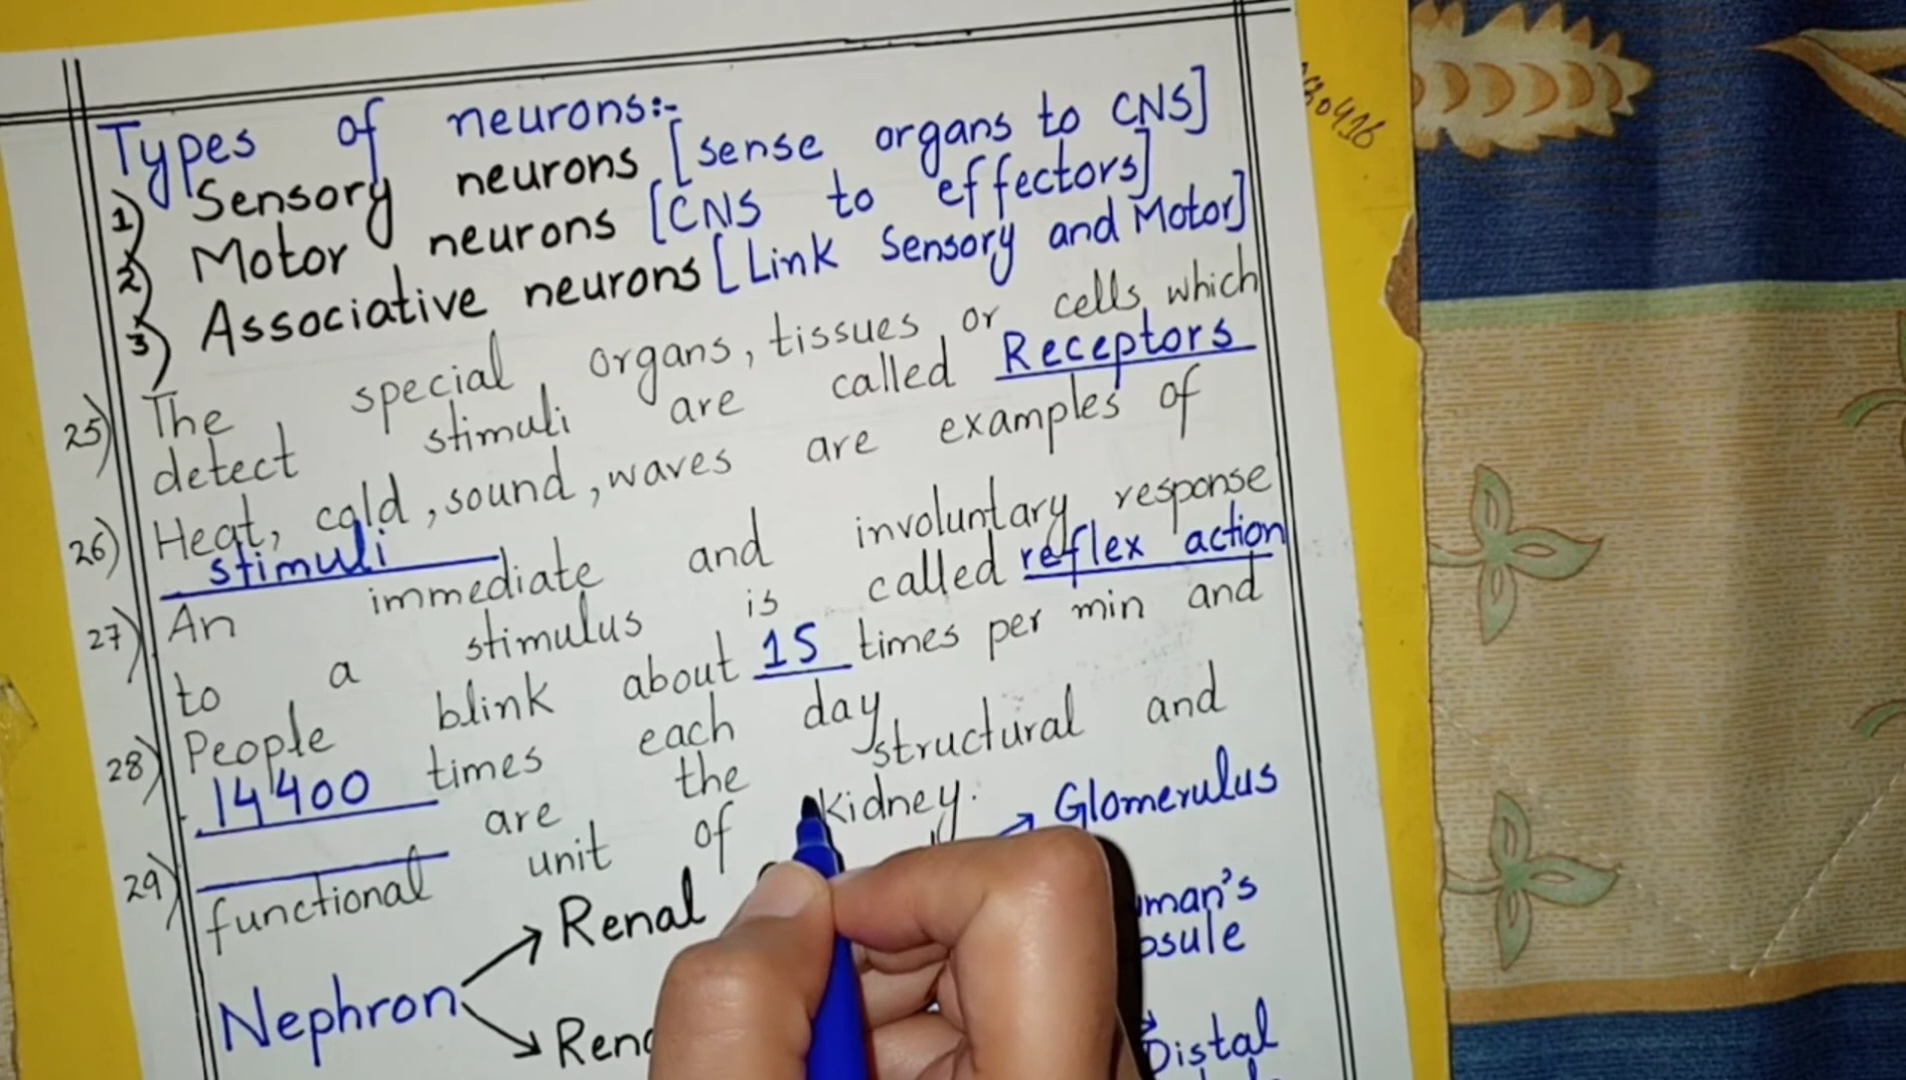 Types of neurons:-
1) Sensory neurons [sense organs to CNS]
2) Motor neurons [CNS to effectors]
3) Associative neurons [Link Sensory and Motor]
25) The special organs, tissues or cells which
detect stimuli are called Receptors
26) Heat, cold, sound, waves are examples of
stimuli
27) An immediate and involuntary response
to a stimulus is called reflex action
28) People blink about 15 times per min and
14400 times each day
29) are the structural and
functional unit of kidney.
Glomerulus
Renal
Nephron
Distal